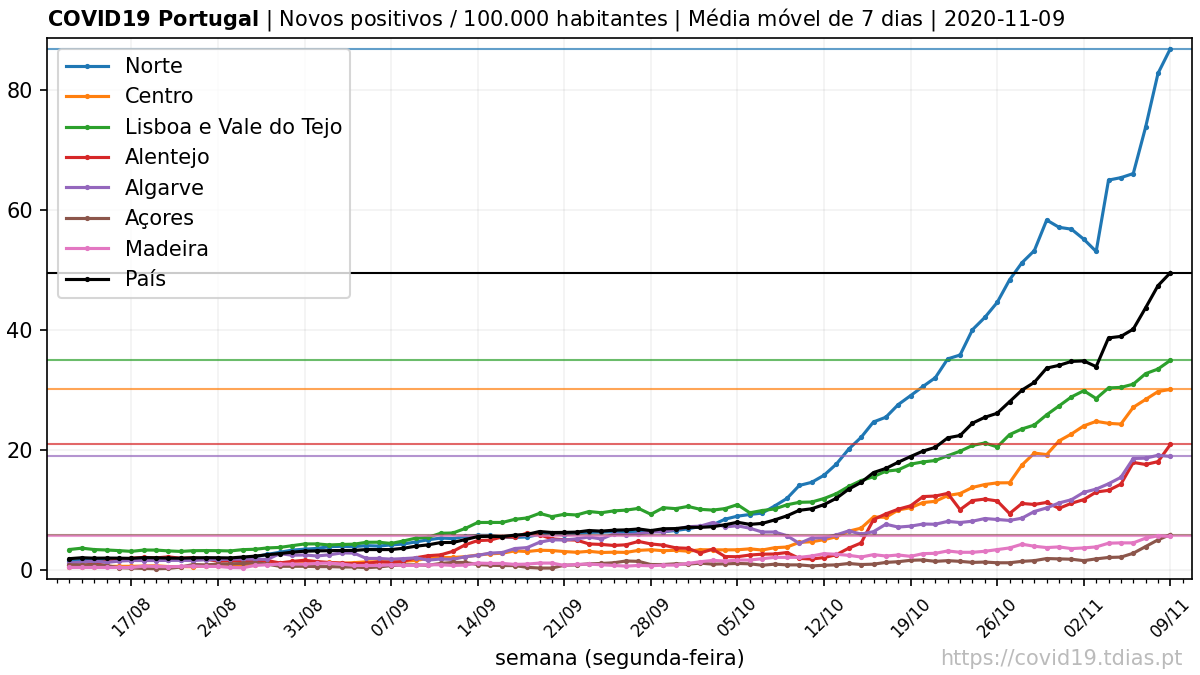 COVID19 Portugal | Novos positivos / 100.000 habitantes | Média móvel de 7 dias | 2020-11-09
Norte
Centro
Lisboa e Vale do Tejo
Alentejo
Algarve
Açores
Madeira
País
80
60
40
20
0
17/08
24/08
31/08
07/09
14/09
21/09
28/09
05/10
12/10
19/10
26/10
02/11
09/11
semana (segunda-feira)
https://covid19.tdias.pt